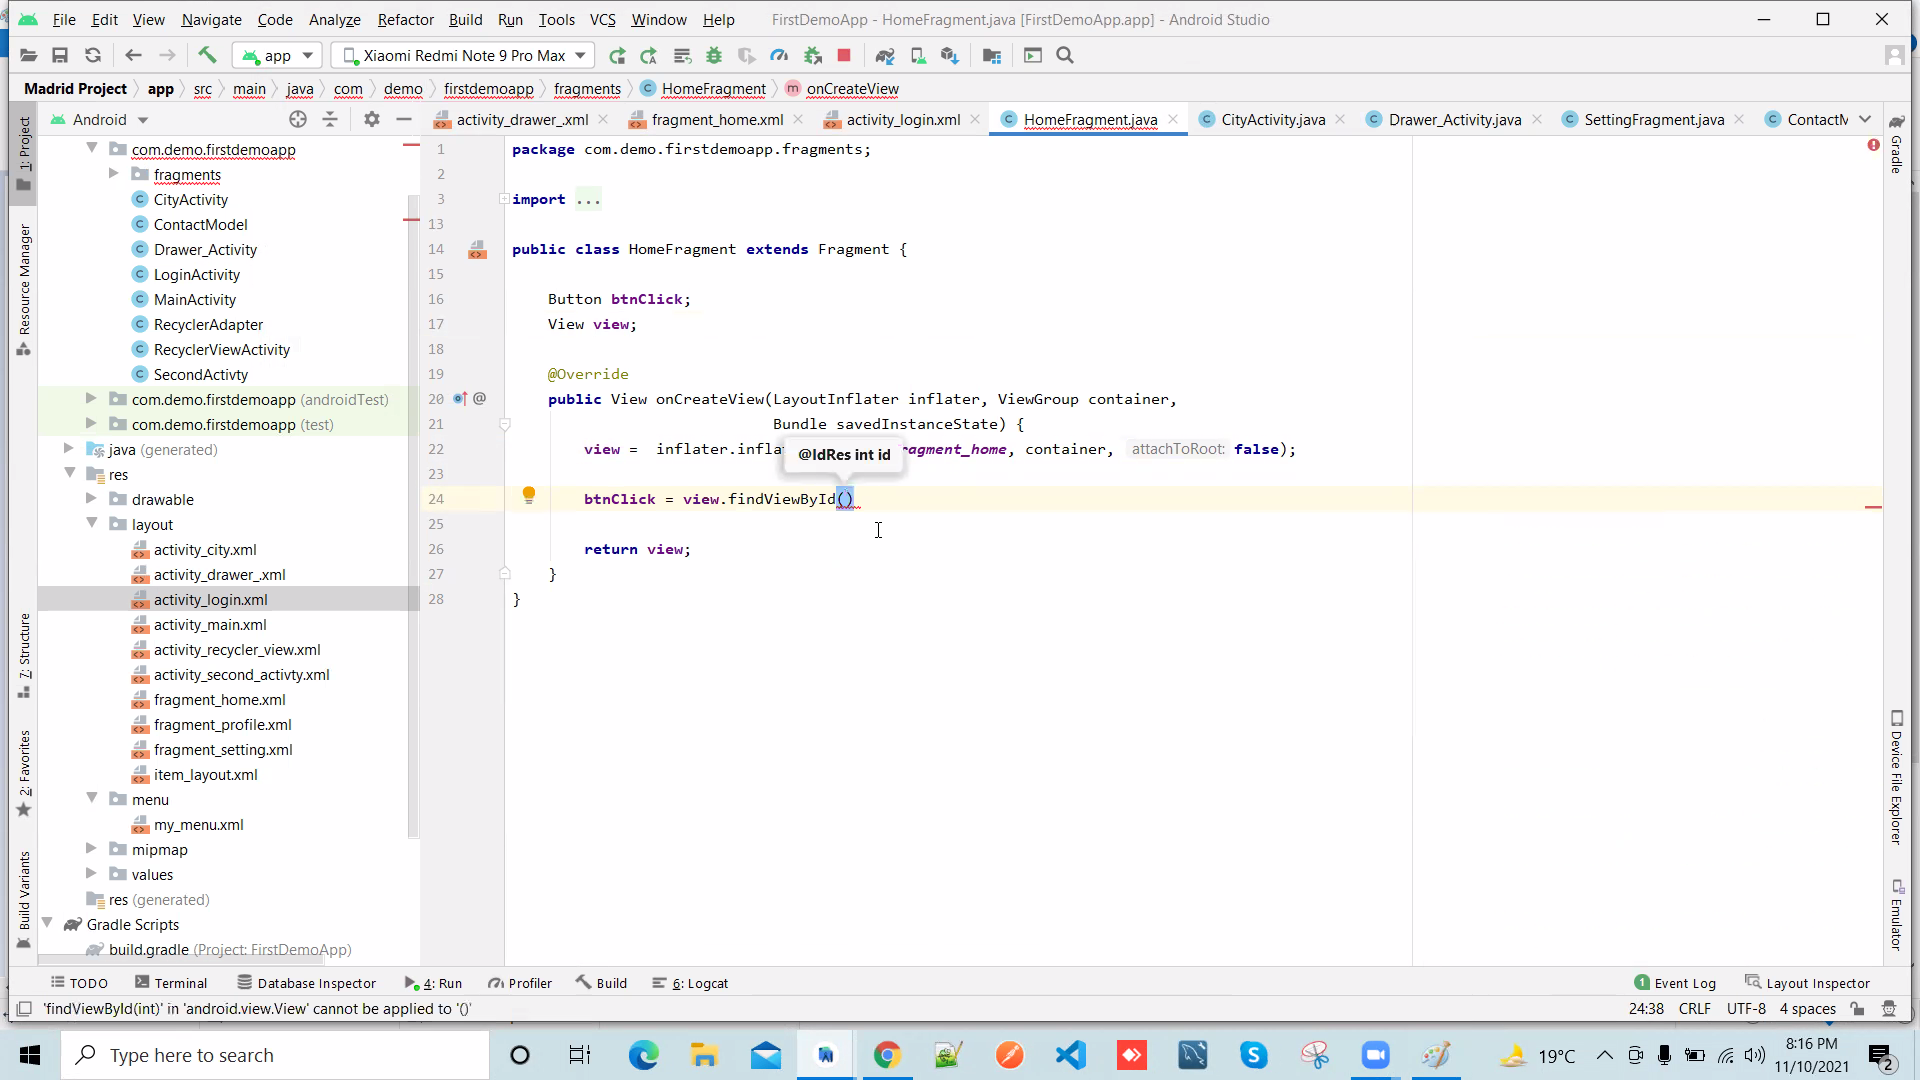 File Edit View Navigate Code Analyze Refactor Build Run Tools VCS Window Help FirstDemoApp - HomeFragment.java [FirstDemoApp.app] - Android Studio
app Xiaomi Redmi Note 9 Pro Max
Madrid Project app src main java com demo firstdemoapp fragments HomeFragment onCreateView
Android
activity_drawer_.xml fragment_home.xml activity_login.xml HomeFragment.java CityActivity.java Drawer_Activity.java SettingFragment.java ContactM
1: Project
Resource Manager
7: Structure
2: Favorites
Build Variants
com.demo.firstdemoapp
fragments
CityActivity
ContactModel
Drawer_Activity
LoginActivity
MainActivity
RecyclerAdapter
RecyclerViewActivity
SecondActivty
com.demo.firstdemoapp (androidTest)
com.demo.firstdemoapp (test)
java (generated)
res
drawable
layout
activity_city.xml
activity_drawer_.xml
activity_login.xml
activity_main.xml
activity_recycler_view.xml
activity_second_activty.xml
fragment_home.xml
fragment_profile.xml
fragment_setting.xml
item_layout.xml
menu
my_menu.xml
mipmap
values
res (generated)
Gradle Scripts
build.gradle (Project: FirstDemoApp)
1 package com.demo.firstdemoapp.fragments;
2
3 import ...
13
14 public class HomeFragment extends Fragment {
15
16 Button btnClick;
17 View view;
18
19 @Override
20 @ public View onCreateView(LayoutInflater inflater, ViewGroup container,
21 Bundle savedInstanceState) {
22 view = inflater.infla ragment_home, container, attachToRoot: false);
@IdRes int id
23
24 btnClick = view.findViewById()
25
26 return view;
27 }
28 }
Gradle
Device File Explorer
Emulator
TODO Terminal Database Inspector 4: Run Profiler Build 6: Logcat 1 Event Log Layout Inspector
'findViewById(int)' in 'android.view.View' cannot be applied to '()' 24:38 CRLF UTF-8 4 spaces
Type here to search 19°C 8:16 PM
11/10/2021 2